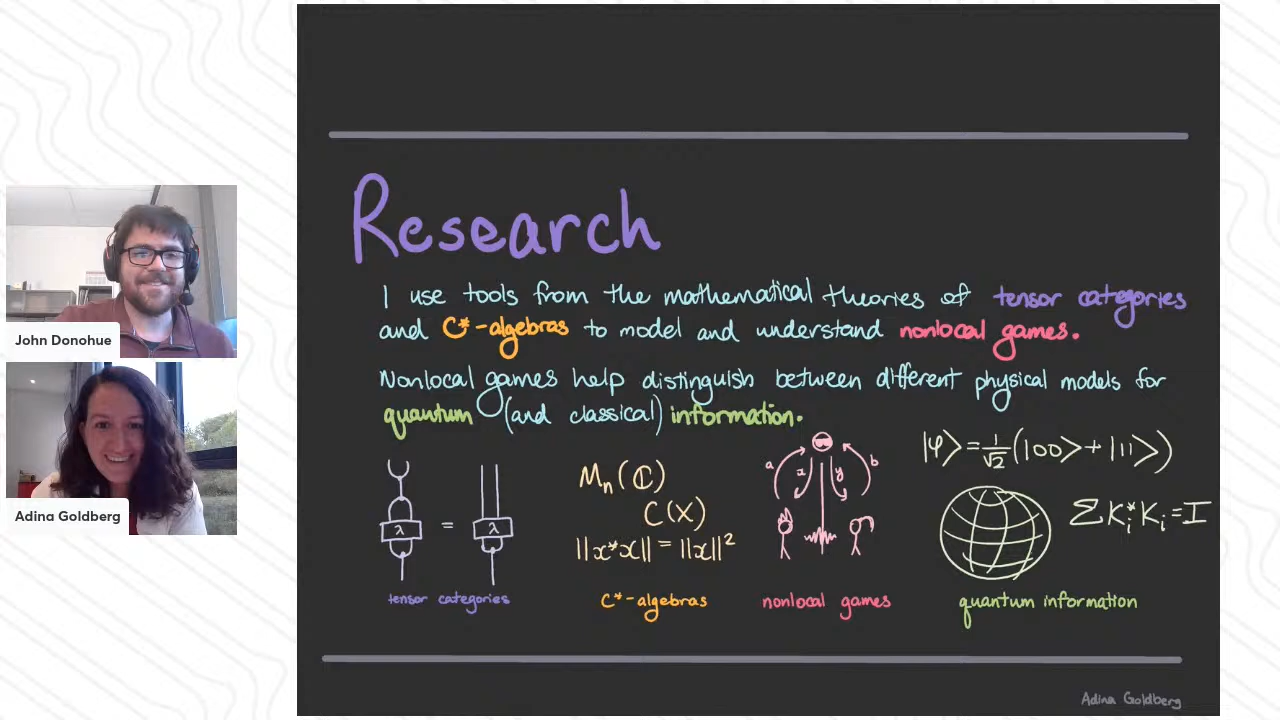 John Donohue
Adina Goldberg
Research
I use tools from the mathematical theories of tensor categories
and C*-algebras to model and understand nonlocal games.
Nonlocal games help distinguish between different physical models for
quantum (and classical) information.
λ = λ
tensor categories
Mₙ(ℂ)
C(X)
||x*x|| = ||x||²
C*-algebras
a x y b
nonlocal games
|φ⟩ = 1/√2 (|00⟩ + |11⟩)
∑ Kᵢ* Kᵢ = I
quantum information
Adina Goldberg